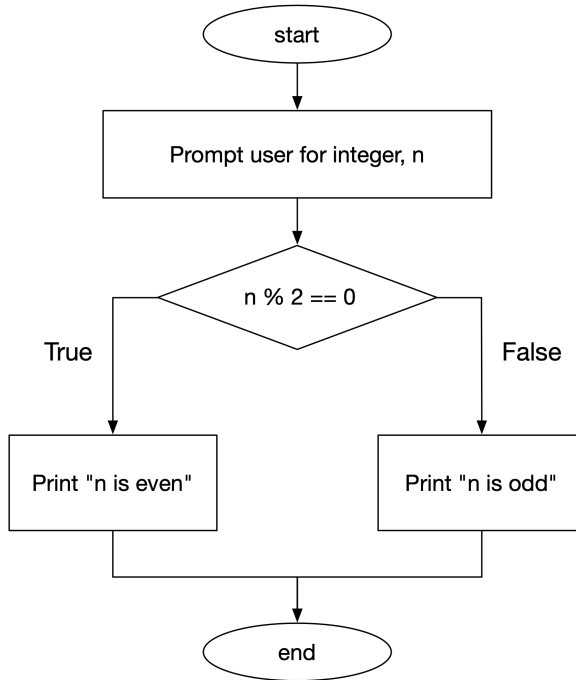 start
Prompt user for integer, n
n % 2 == 0
True
False
Print "n is even"
Print "n is odd"
end